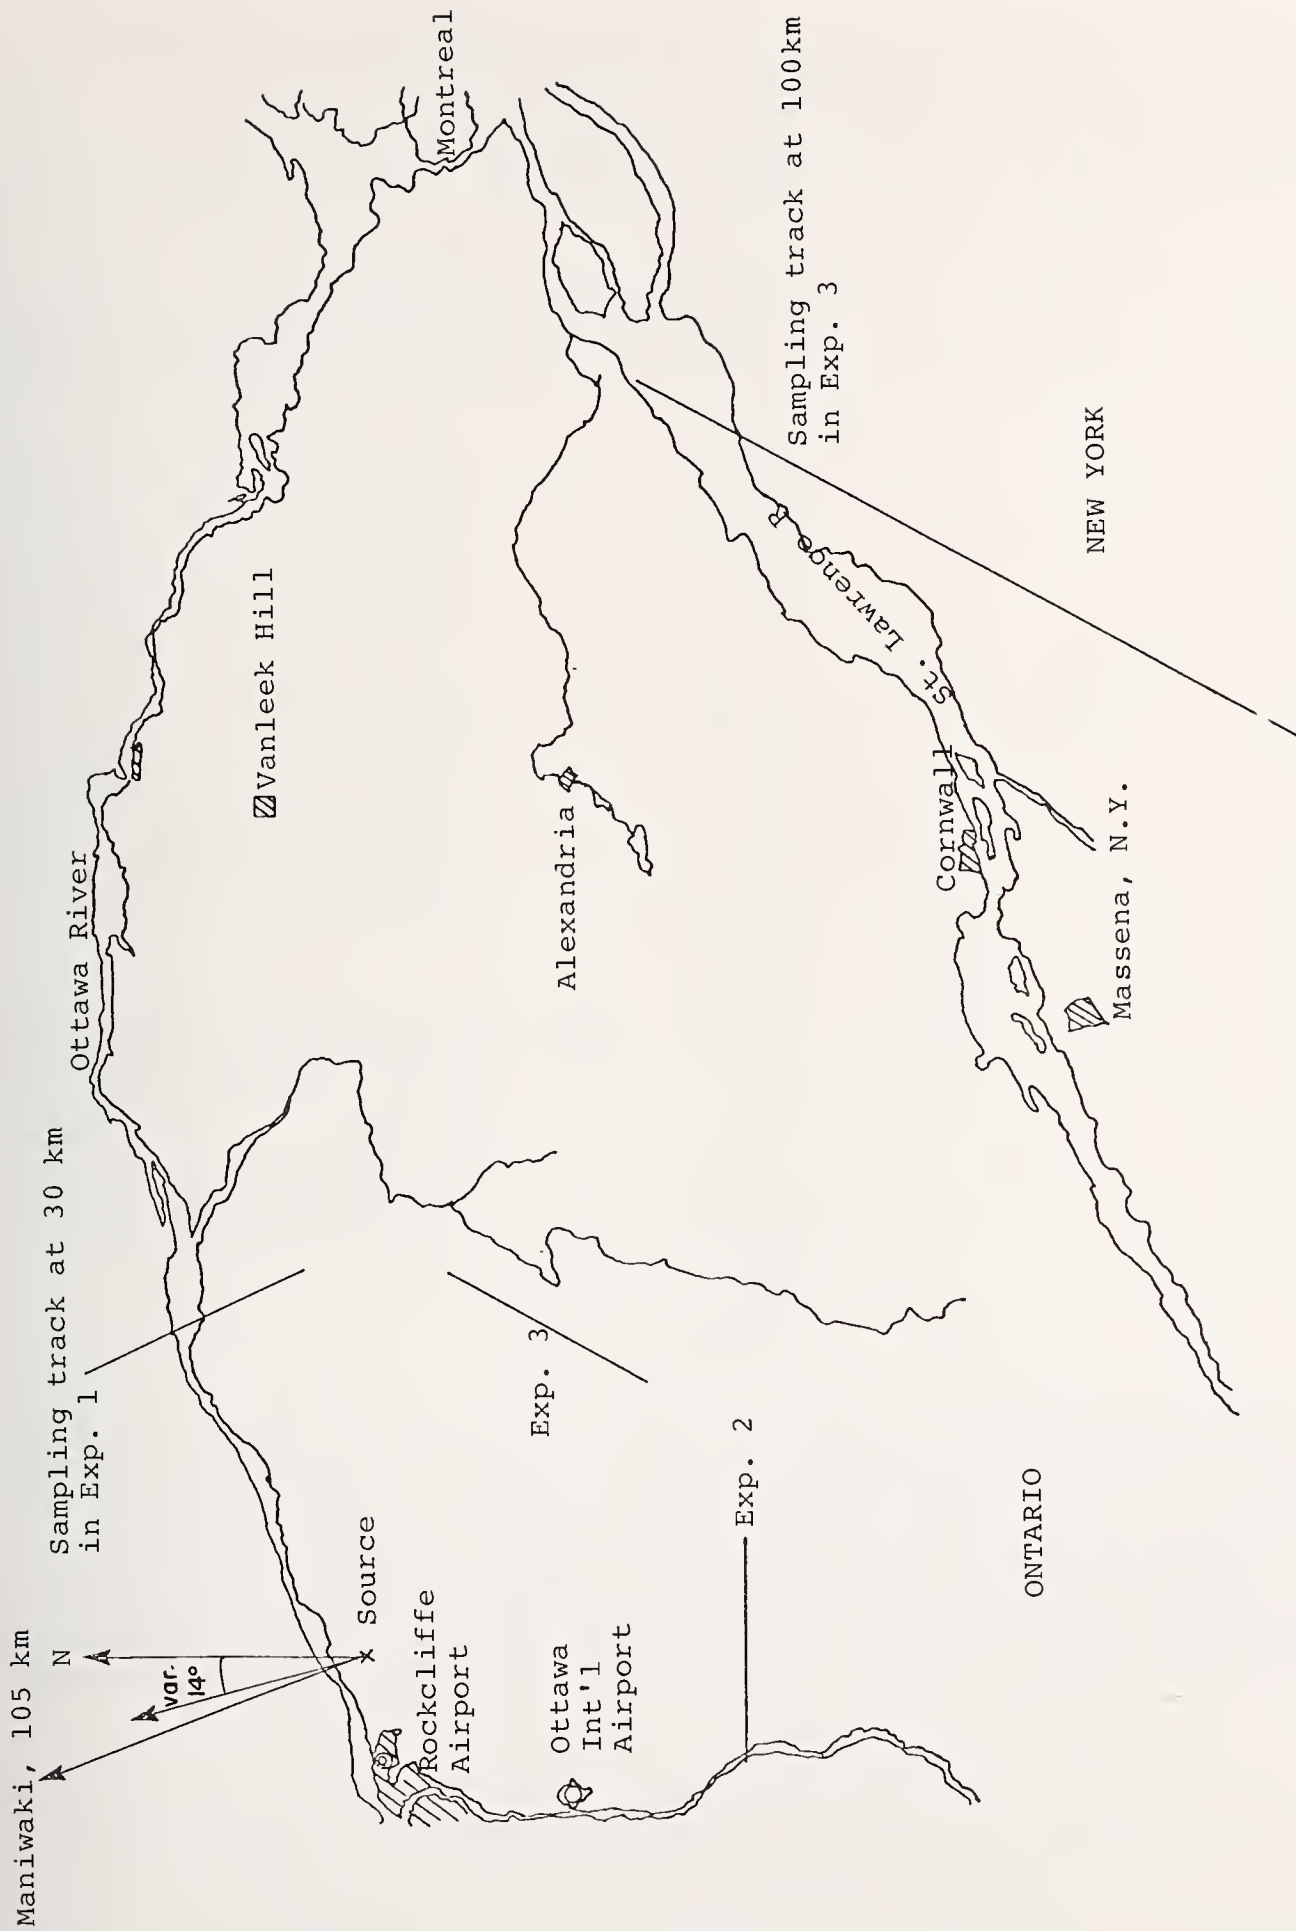 Maniwaki, 105 km
N
var.
14°
Sampling track at 30 km
in Exp. 1
Ottawa River
Montreal
Vanleek Hill
Source
Rockcliffe
Airport
Ottawa
Int'l
Airport
Exp. 3
Exp. 2
Alexandria
Sampling track at 100km
in Exp. 3
St. Lawrence R.
Cornwall
Massena, N.Y.
NEW YORK
ONTARIO